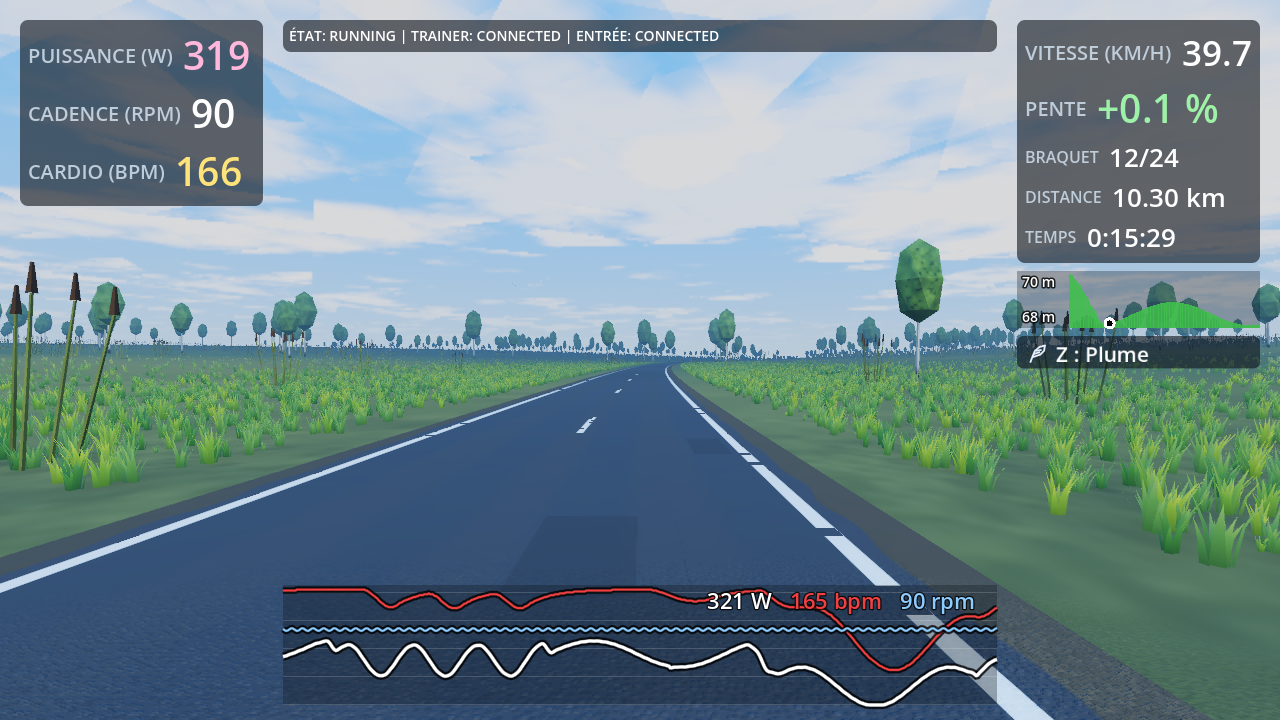 PUISSANCE (W) 319
CADENCE (RPM) 90
CARDIO (BPM) 166
ÉTAT: RUNNING | TRAINER: CONNECTED | ENTRÉE: CONNECTED
VITESSE (KM/H) 39.7
PENTE +0.1 %
BRAQUET 12/24
DISTANCE 10.30 km
TEMPS 0:15:29
70 m
68 m
Z : Plume
321 W 165 bpm 90 rpm